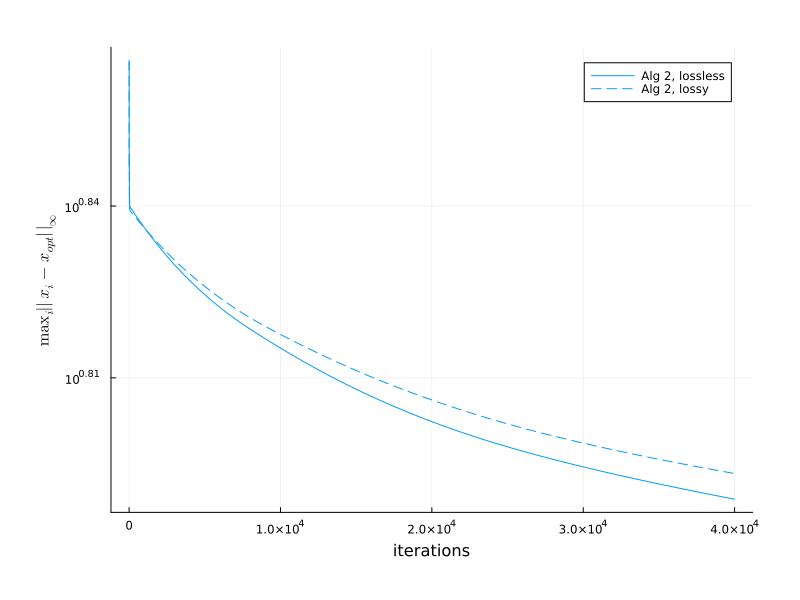 Alg 2, lossless
Alg 2, lossy
10^0.84
10^0.81
max_i|| x_i − x_opt||_∞
0
1.0×10^4
2.0×10^4
3.0×10^4
4.0×10^4
iterations